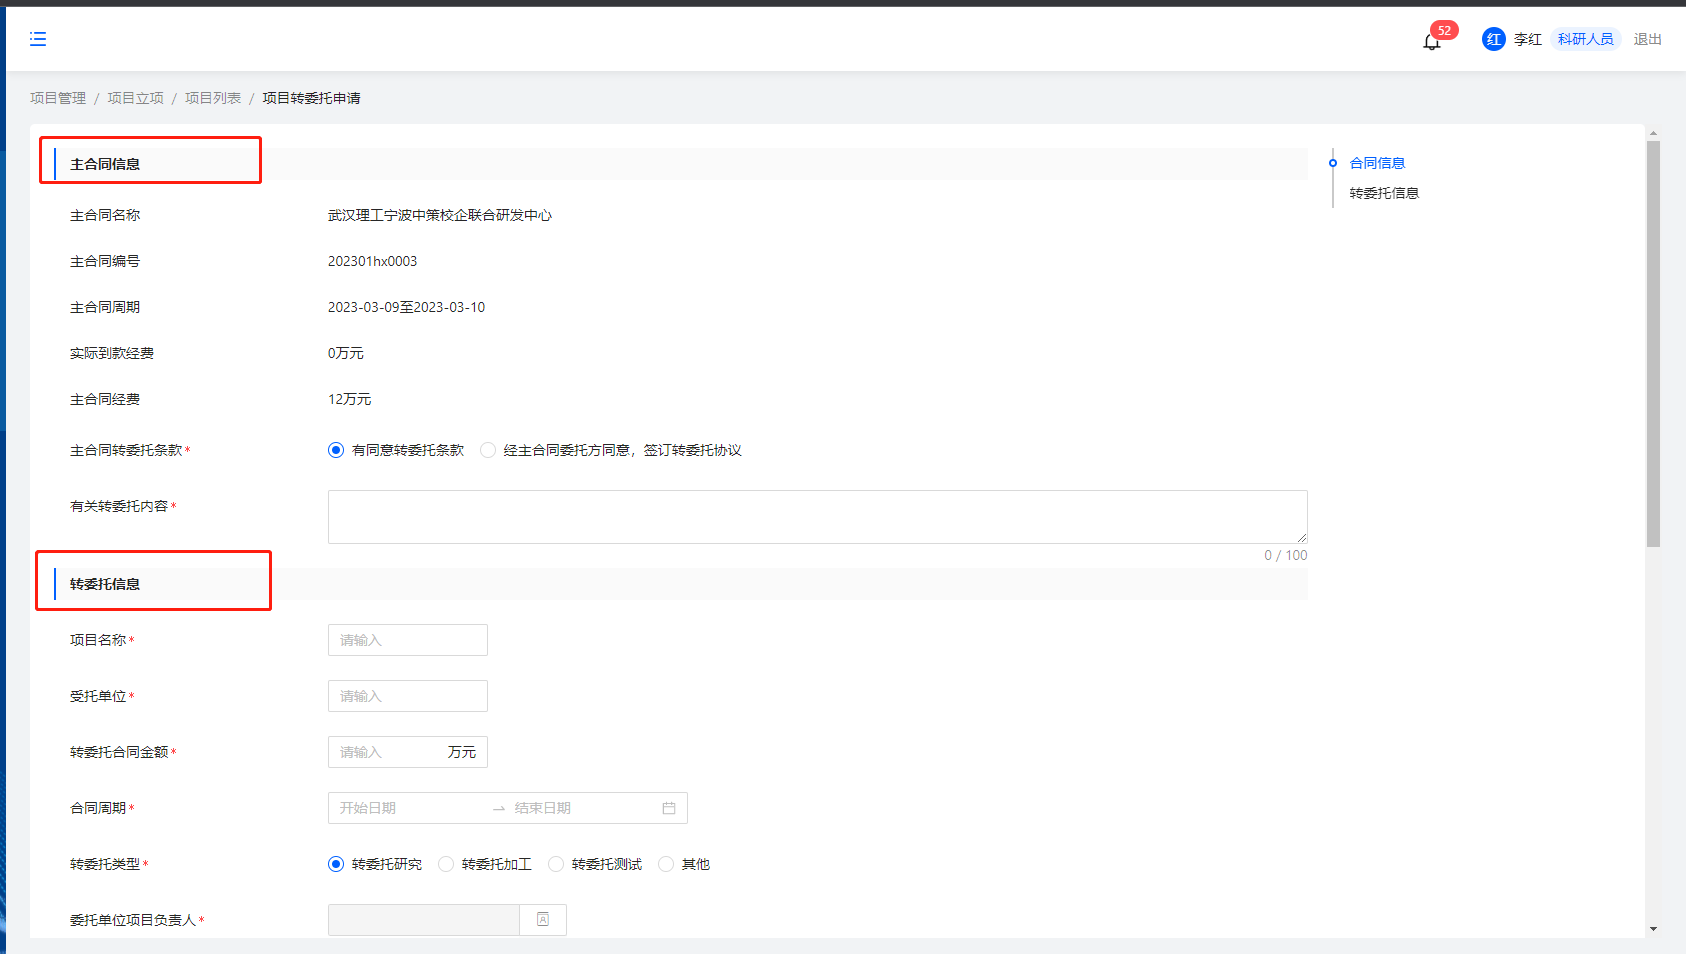 52
红 李红 科研人员 退出
项目管理 / 项目立项 / 项目列表 / 项目转委托申请
主合同信息
合同信息
转委托信息
主合同名称 武汉理工宁波中策校企联合研发中心
主合同编号 202301hx0003
主合同周期 2023-03-09至2023-03-10
实际到款经费 0万元
主合同经费 12万元
主合同转委托条款* 有同意转委托条款 经主合同委托方同意，签订转委托协议
有关转委托内容*
0 / 100
转委托信息
项目名称* 请输入
受托单位* 请输入
转委托合同金额* 请输入 万元
合同周期* 开始日期 → 结束日期
转委托类型* 转委托研究 转委托加工 转委托测试 其他
委托单位项目负责人*